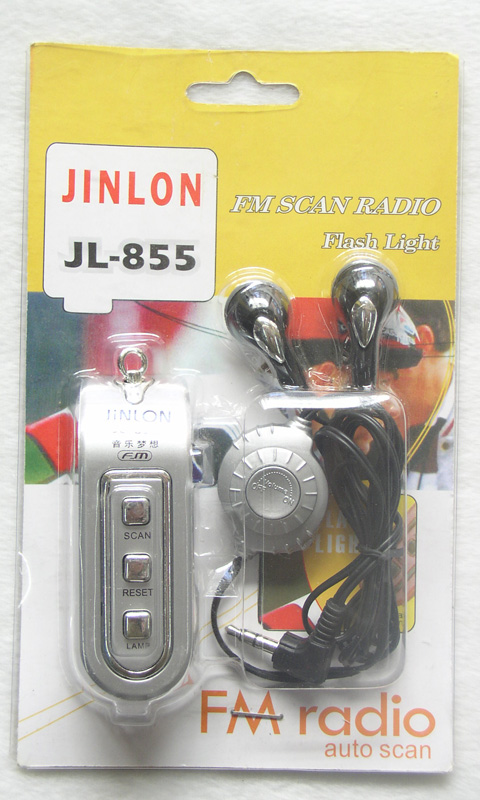 JINLON
JL-855
FM SCAN RADIO
Flash Light
JiNLON
音乐梦想
FM
SCAN
RESET
LAMP
LIGH
FM radio
auto scan